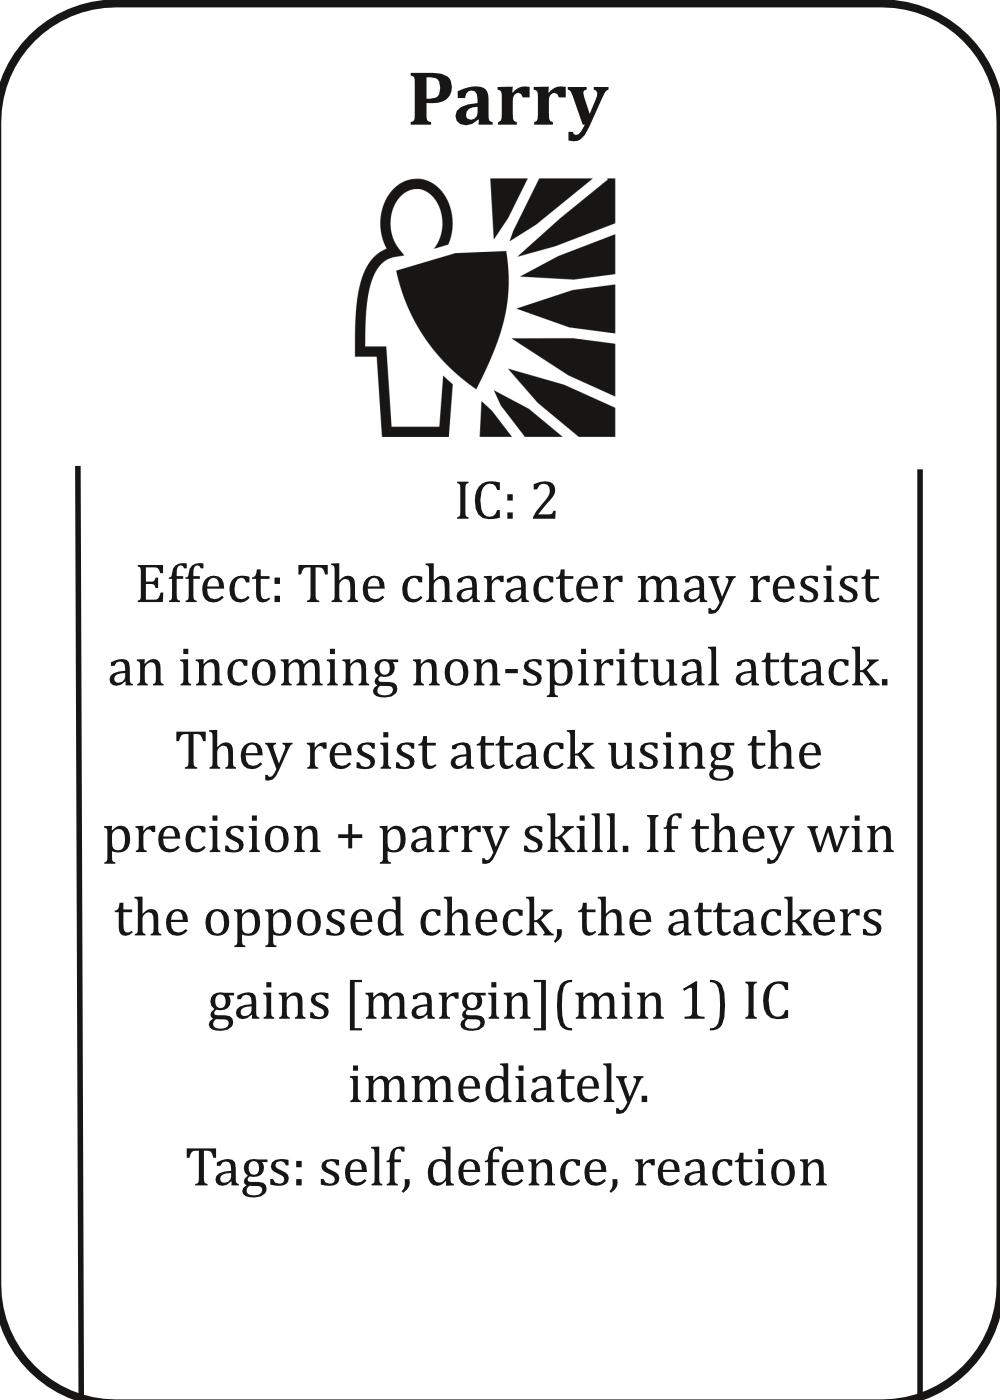 Parry
IC: 2
Effect: The character may resist
an incoming non-spiritual attack.
They resist attack using the
precision + parry skill. If they win
the opposed check, the attackers
gains [margin](min 1) IC
immediately.
Tags: self, defence, reaction